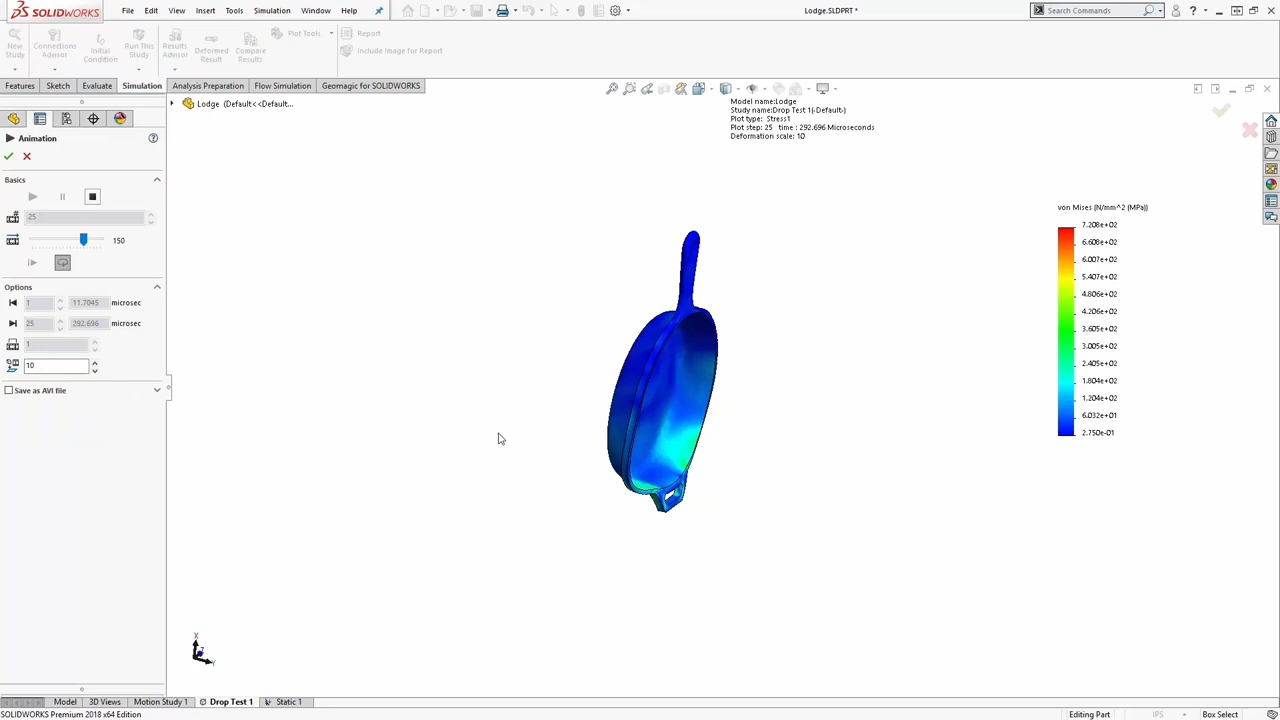 SOLIDWORKS File Edit View Insert Tools Simulation Window Help Lodge.SLDPRT * Search Commands
New Study
Connections Advisor
Initial Condition
Run This Study
Results Advisor
Deformed Result
Compare Results
Plot Tools
Report
Include Image for Report
Features Sketch Evaluate Simulation Analysis Preparation Flow Simulation Geomagic for SOLIDWORKS
Lodge (Default<<Default...
Model name:Lodge
Study name:Drop Test 1(-Default-)
Plot type: Stress1
Plot step: 25 time : 292.696 Microseconds
Deformation scale: 10
Animation
Basics
25
150
Options
1 11.7045 microsec
25 292.696 microsec
1
10
Save as AVI file
von Mises (N/mm^2 (MPa))
7.208e+02
6.608e+02
6.007e+02
5.407e+02
4.806e+02
4.206e+02
3.605e+02
3.005e+02
2.405e+02
1.804e+02
1.204e+02
6.032e+01
2.750e-01
X
Y
Z
Model 3D Views Motion Study 1 Drop Test 1 Static 1
SOLIDWORKS Premium 2018 x64 Edition Editing Part IPS Box Select